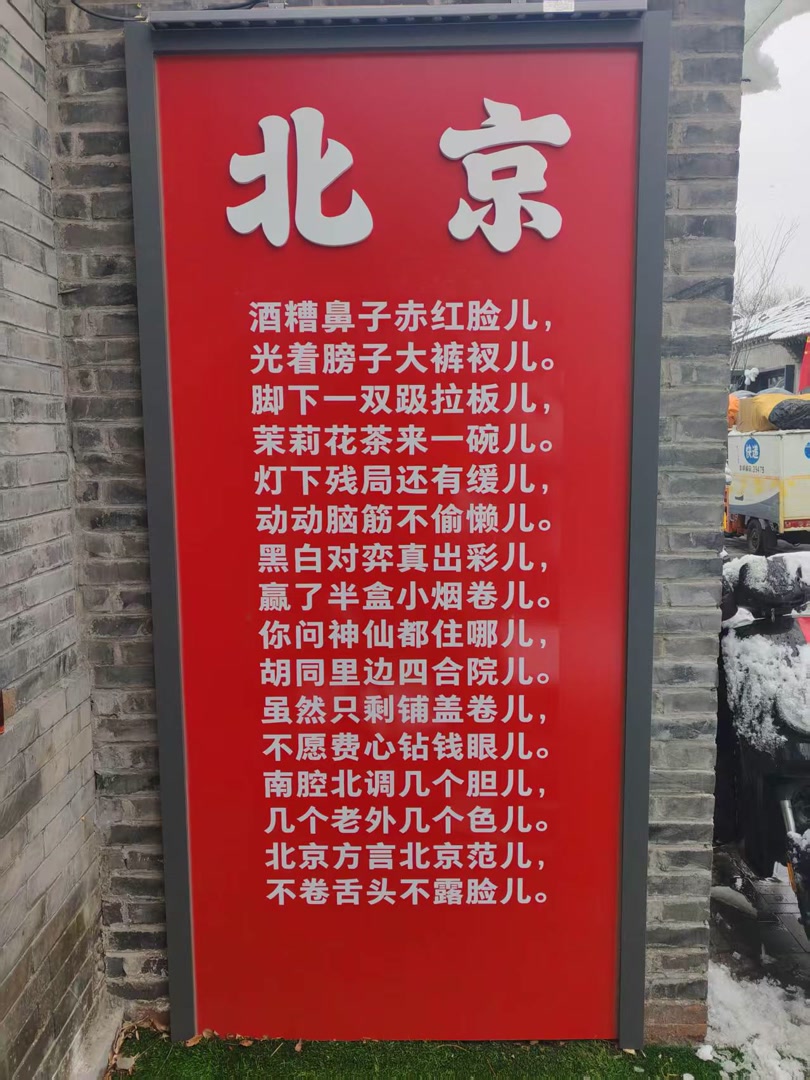 北京
酒糟鼻子赤红脸儿，
光着膀子大裤衩儿。
脚下一双趿拉板儿，
茉莉花茶来一碗儿。
灯下残局还有缓儿，
动动脑筋不偷懒儿。
黑白对弈真出彩儿，
赢了半盒小烟卷儿。
你问神仙都住哪儿，
胡同里边四合院儿。
虽然只剩铺盖卷儿，
不愿费心钻钱眼儿。
南腔北调几个胆儿，
几个老外几个色儿。
北京方言北京范儿，
不卷舌头不露脸儿。
快递